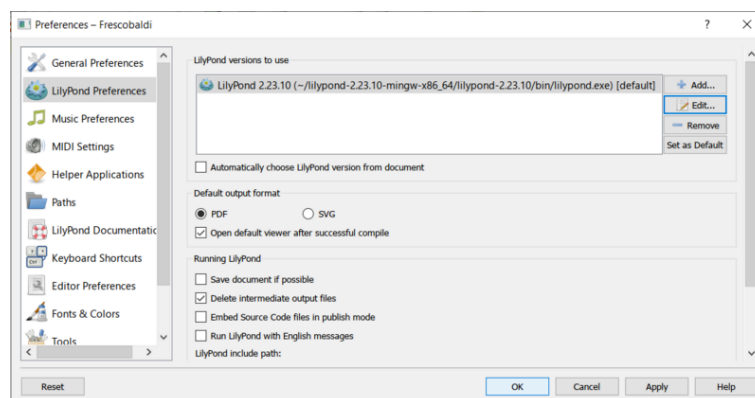 Preferences – Frescobaldi
General Preferences
LilyPond Preferences
Music Preferences
MIDI Settings
Helper Applications
Paths
LilyPond Documentatic
Keyboard Shortcuts
Editor Preferences
Fonts & Colors
Tools
LilyPond versions to use
LilyPond 2.23.10 (~/lilypond-2.23.10-mingw-x86_64/lilypond-2.23.10/bin/lilypond.exe) [default]
Add...
Edit...
Remove
Set as Default
Automatically choose LilyPond version from document
Default output format
PDF SVG
Open default viewer after successful compile
Running LilyPond
Save document if possible
Delete intermediate output files
Embed Source Code files in publish mode
Run LilyPond with English messages
LilyPond include path:
Reset OK Cancel Apply Help